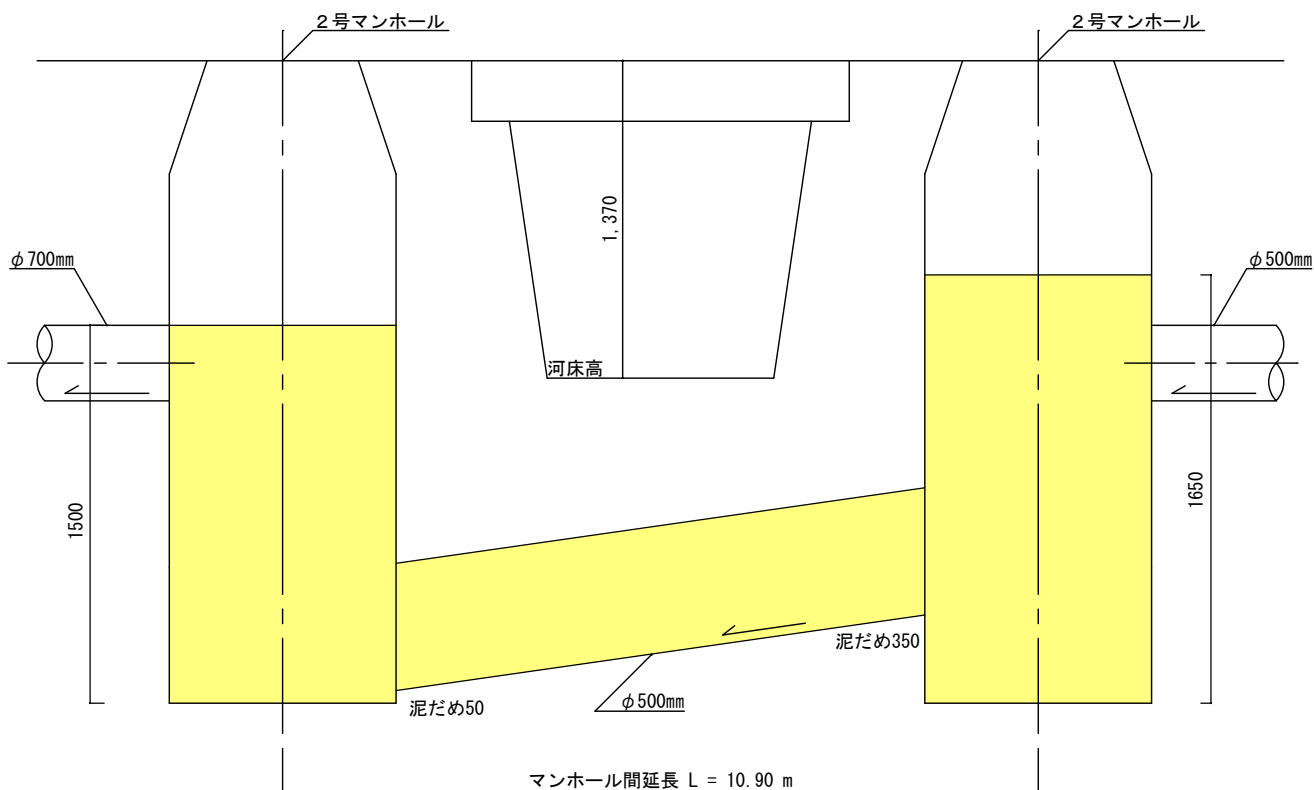 ２号マンホール
２号マンホール
φ700mm
1,370
φ500mm
河床高
1500
1650
泥だめ350
泥だめ50
φ500mm
マンホール間延長 L = 10.90 m